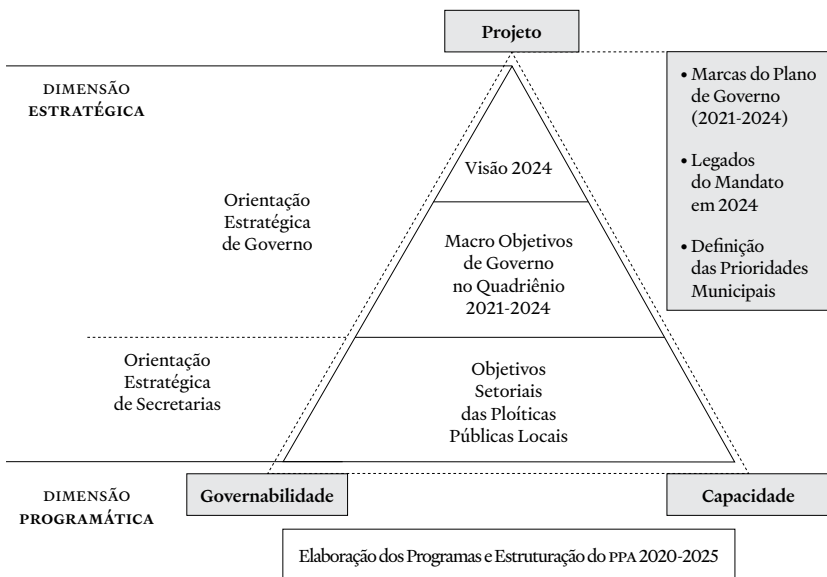 Projeto
DIMENSÃO
ESTRATÉGICA
• Marcas do Plano
de Governo
(2021-2024)
• Legados
do Mandato
em 2024
• Definição
das Prioridades
Municipais
Visão 2024
Orientação
Estratégica
de Governo
Macro Objetivos
de Governo
no Quadriênio
2021-2024
Orientação
Estratégica
de Secretarias
Objetivos
Setoriais
das Ploíticas
Públicas Locais
DIMENSÃO
PROGRAMÁTICA
Governabilidade
Capacidade
Elaboração dos Programas e Estruturação do PPA 2020-2025